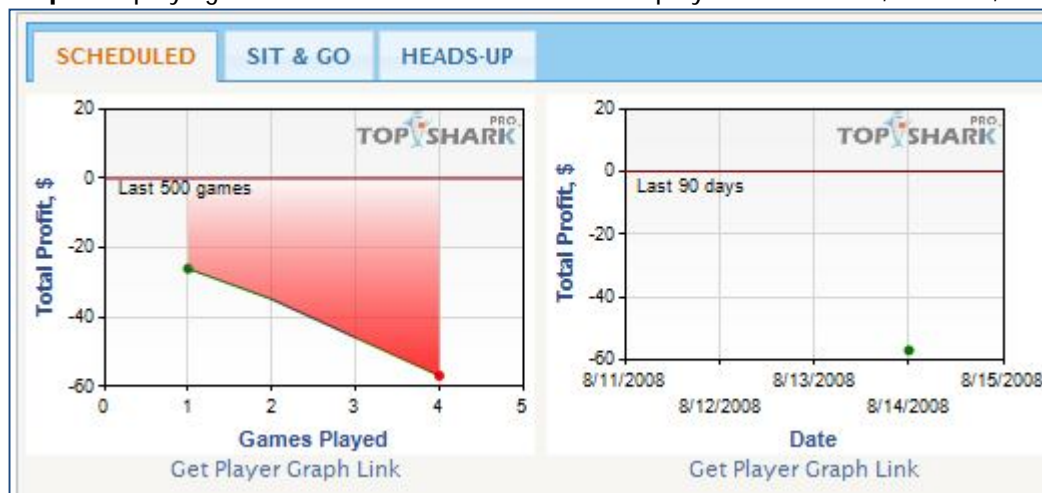 SCHEDULED SIT & GO HEADS-UP
20
0
-20
-40
-60
Total Profit, $
Last 500 games
TOP SHARK PRO
0 1 2 3 4 5
Games Played
Get Player Graph Link
20
0
-20
-40
-60
Total Profit, $
Last 90 days
TOP SHARK PRO
8/11/2008 8/13/2008 8/15/2008
8/12/2008 8/14/2008
Date
Get Player Graph Link